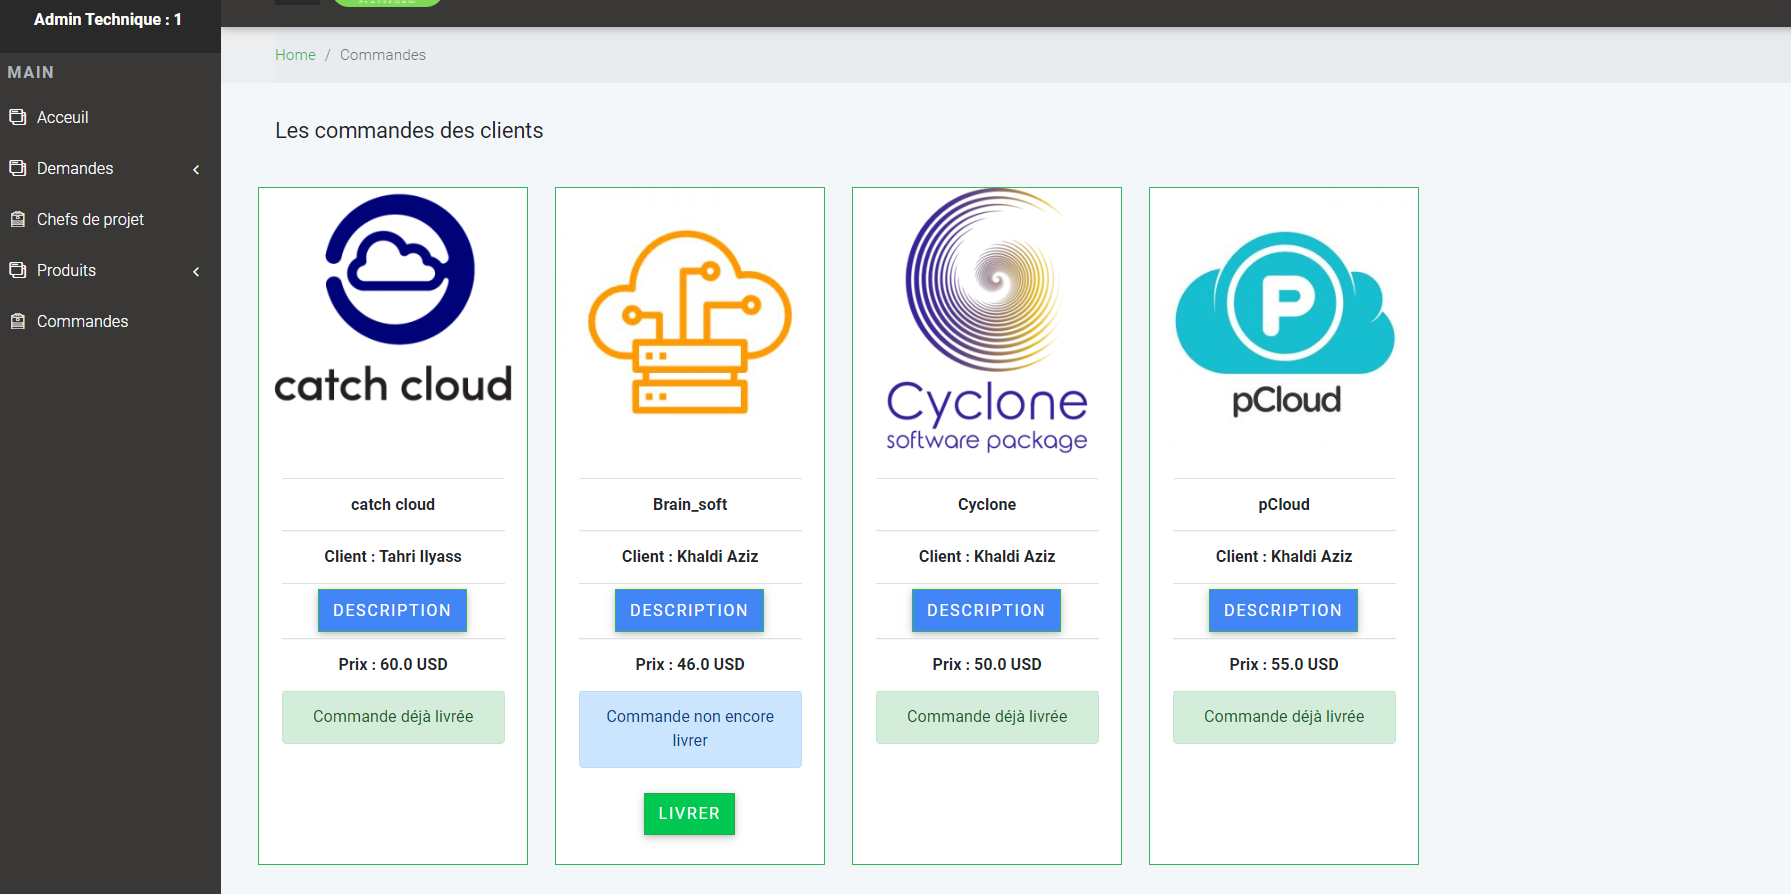 PLATEFORM
Admin Technique : 1
MAIN
Acceuil
Demandes
Chefs de projet
Produits
Commandes
Home / Commandes
Les commandes des clients
catch cloud
catch cloud
Client : Tahri Ilyass
DESCRIPTION
Prix : 60.0 USD
Commande déjà livrée
Brain_soft
Client : Khaldi Aziz
DESCRIPTION
Prix : 46.0 USD
Commande non encore
livrer
LIVRER
Cyclone
software package
Cyclone
Client : Khaldi Aziz
DESCRIPTION
Prix : 50.0 USD
Commande déjà livrée
P
pCloud
pCloud
Client : Khaldi Aziz
DESCRIPTION
Prix : 55.0 USD
Commande déjà livrée